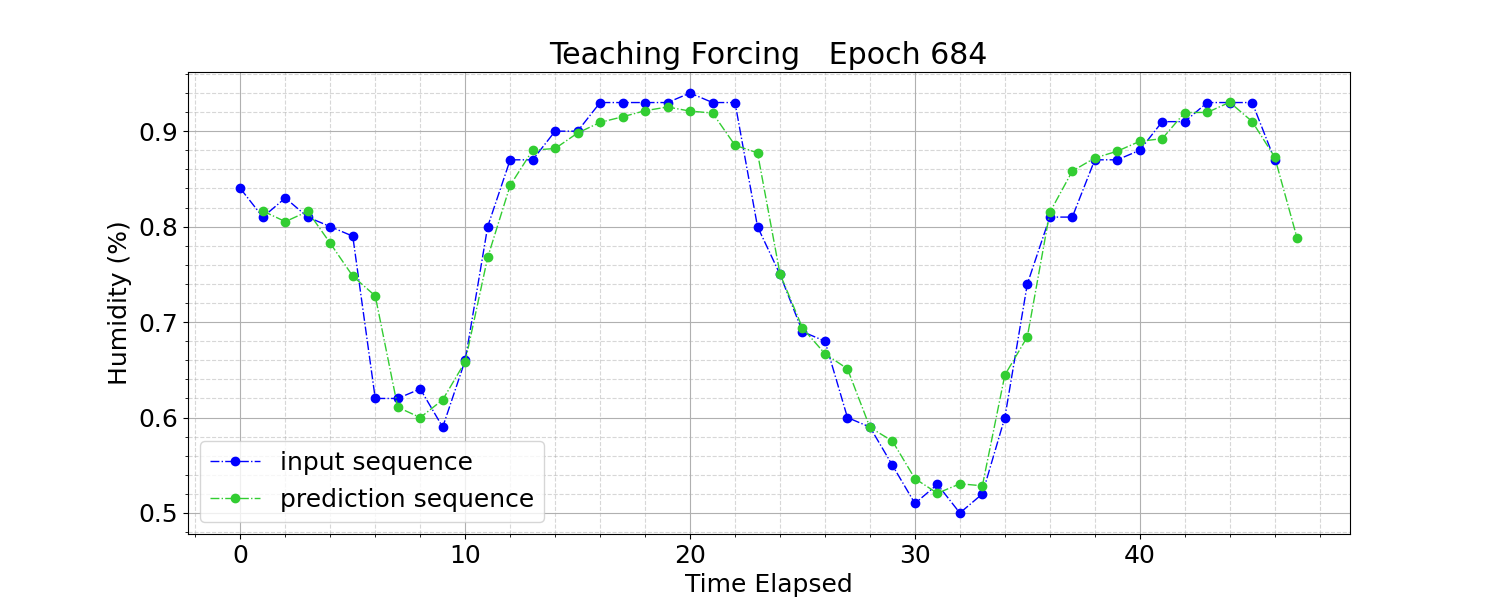 Teaching Forcing   Epoch 684
Humidity (%)
0.9
0.8
0.7
0.6
0.5
input sequence
prediction sequence
0 10 20 30 40
Time Elapsed